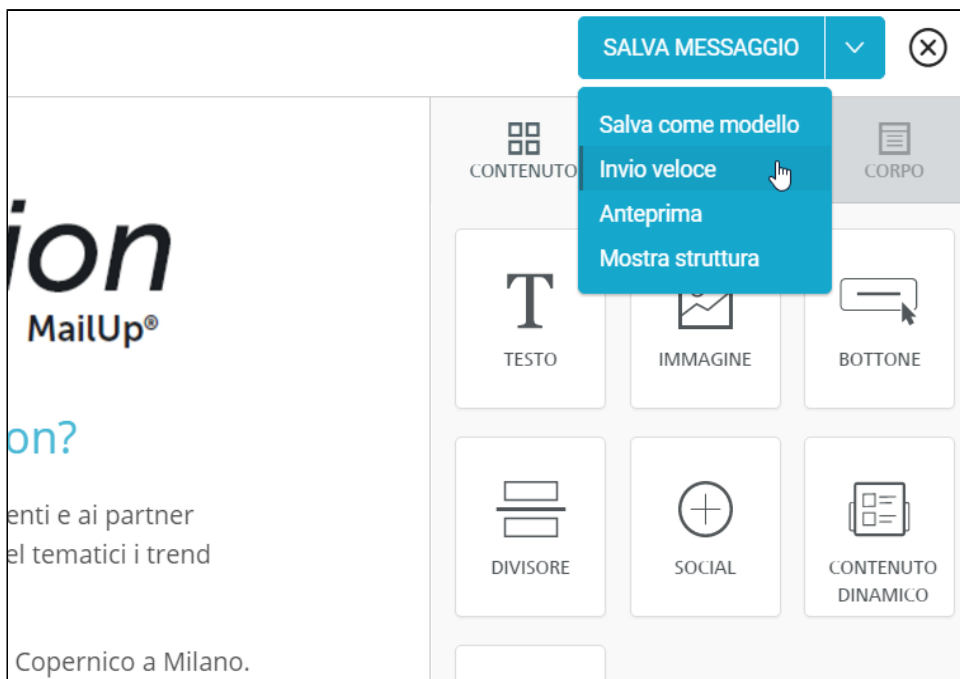 SALVA MESSAGGIO
Salva come modello
Invio veloce
Anteprima
Mostra struttura
CONTENUTO
CORPO
ion
MailUp®
on?
enti e ai partner
el tematici i trend
Copernico a Milano.
TESTO
IMMAGINE
BOTTONE
DIVISORE
SOCIAL
CONTENUTO
DINAMICO